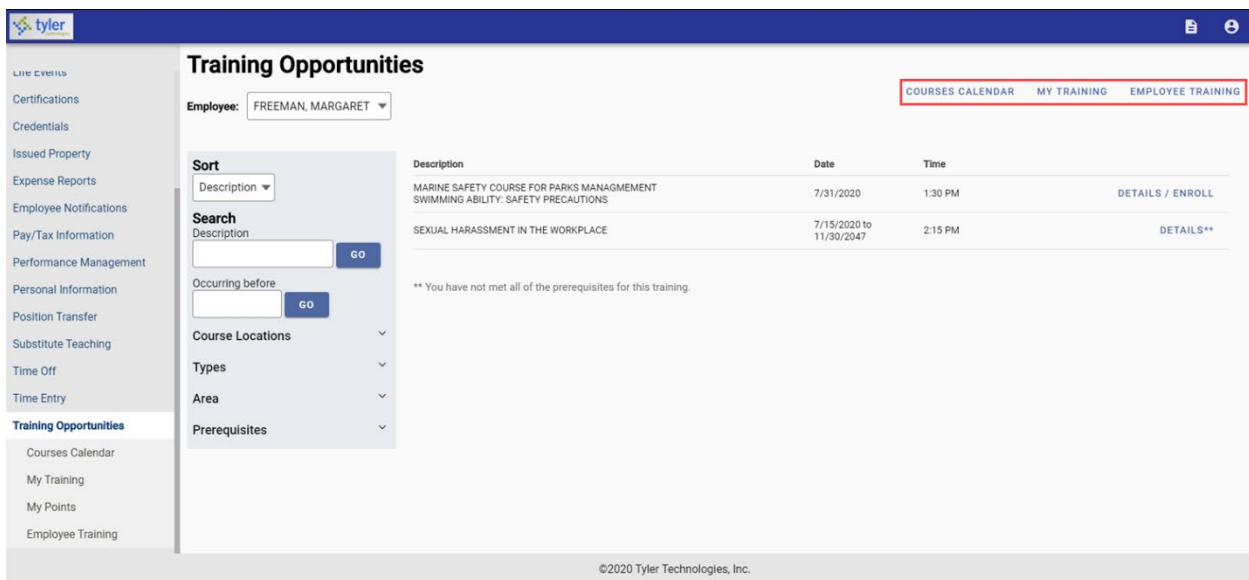 tyler
technologies
Training Opportunities
Life Events
Certifications
Credentials
Issued Property
Expense Reports
Employee Notifications
Pay/Tax Information
Performance Management
Personal Information
Position Transfer
Substitute Teaching
Time Off
Time Entry
Training Opportunities
Courses Calendar
My Training
My Points
Employee Training
Employee: FREEMAN, MARGARET
COURSES CALENDAR MY TRAINING EMPLOYEE TRAINING
Sort
Description
Search
Description
GO
Occurring before
GO
Course Locations
Types
Area
Prerequisites
Description Date Time
MARINE SAFETY COURSE FOR PARKS MANAGMEMENT
SWIMMING ABILITY: SAFETY PRECAUTIONS
7/31/2020 1:30 PM DETAILS / ENROLL
SEXUAL HARASSMENT IN THE WORKPLACE
7/15/2020 to
11/30/2047
2:15 PM DETAILS**
** You have not met all of the prerequisites for this training.
©2020 Tyler Technologies, Inc.